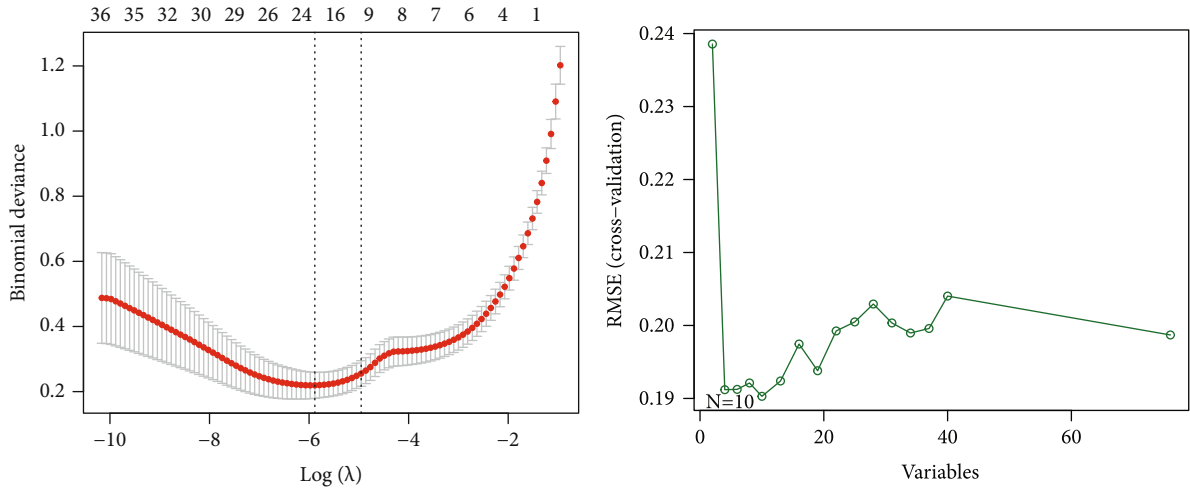 36 35 32 30 29 26 24 16 9 8 7 6 4 1
1.2
1.0
0.8
0.6
0.4
0.2
Binomial deviance
−10 −8 −6 −4 −2
Log (λ)
0.24
0.23
0.22
0.21
0.20
0.19
RMSE (cross−validation)
N=10
0 20 40 60
Variables